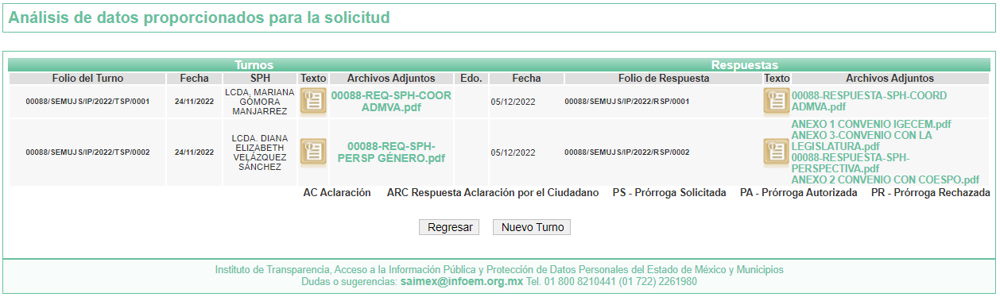 Análisis de datos proporcionados para la solicitud
Turnos Respuestas
Folio del Turno Fecha SPH Texto Archivos Adjuntos Edo. Fecha Folio de Respuesta Texto Archivos Adjuntos
00088/SEMUJS/IP/2022/TSP/0001 24/11/2022 LCDA, MARIANA GÓMORA MANJARREZ 00088-REQ-SPH-COOR ADMVA.pdf 05/12/2022 00088/SEMUJS/IP/2022/RSP/0001 00088-RESPUESTA-SPH-COORD ADMVA.pdf
00088/SEMUJS/IP/2022/TSP/0002 24/11/2022 LCDA. DIANA ELIZABETH VELÁZQUEZ SÁNCHEZ 00088-REQ-SPH-PERSP GÉNERO.pdf 05/12/2022 00088/SEMUJS/IP/2022/RSP/0002
ANEXO 1 CONVENIO IGECEM.pdf
ANEXO 3-CONVENIO CON LA
LEGISLATURA.pdf
00088-RESPUESTA-SPH-
PERSPECTIVA.pdf
ANEXO 2 CONVENIO CON COESPO.pdf
AC Aclaración ARC Respuesta Aclaración por el Ciudadano PS - Prórroga Solicitada PA - Prórroga Autorizada PR - Prórroga Rechazada
Regresar Nuevo Turno
Instituto de Transparencia, Acceso a la Información Pública y Protección de Datos Personales del Estado de México y Municipios
Dudas o sugerencias: saimex@infoem.org.mx Tel. 01 800 8210441 (01 722) 2261980